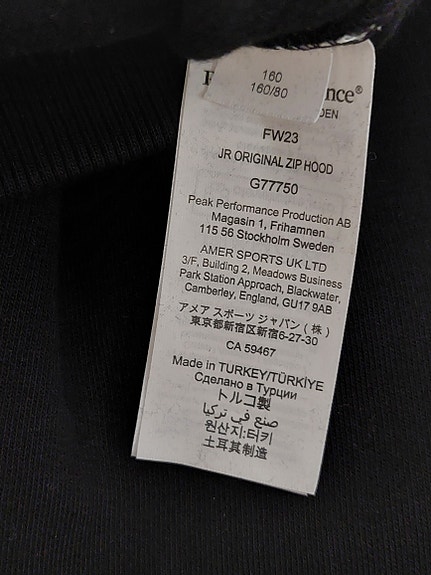 160
160/80
nce®
DEN
FW23
JR ORIGINAL ZIP HOOD
G77750
Peak Performance Production AB
Magasin 1, Frihamnen
115 56 Stockholm Sweden
AMER SPORTS UK LTD
3/F, Building 2, Meadows Business
Park Station Approach, Blackwater,
Camberley, England, GU17 9AB
アメア スポーツ ジャパン (株)
東京都新宿区新宿6-27-30
CA 59467
Made in TURKEY/TÜRKİYE
Сделано в Турции
トルコ製
صنع في تركيا
원산지:터키
土耳其制造